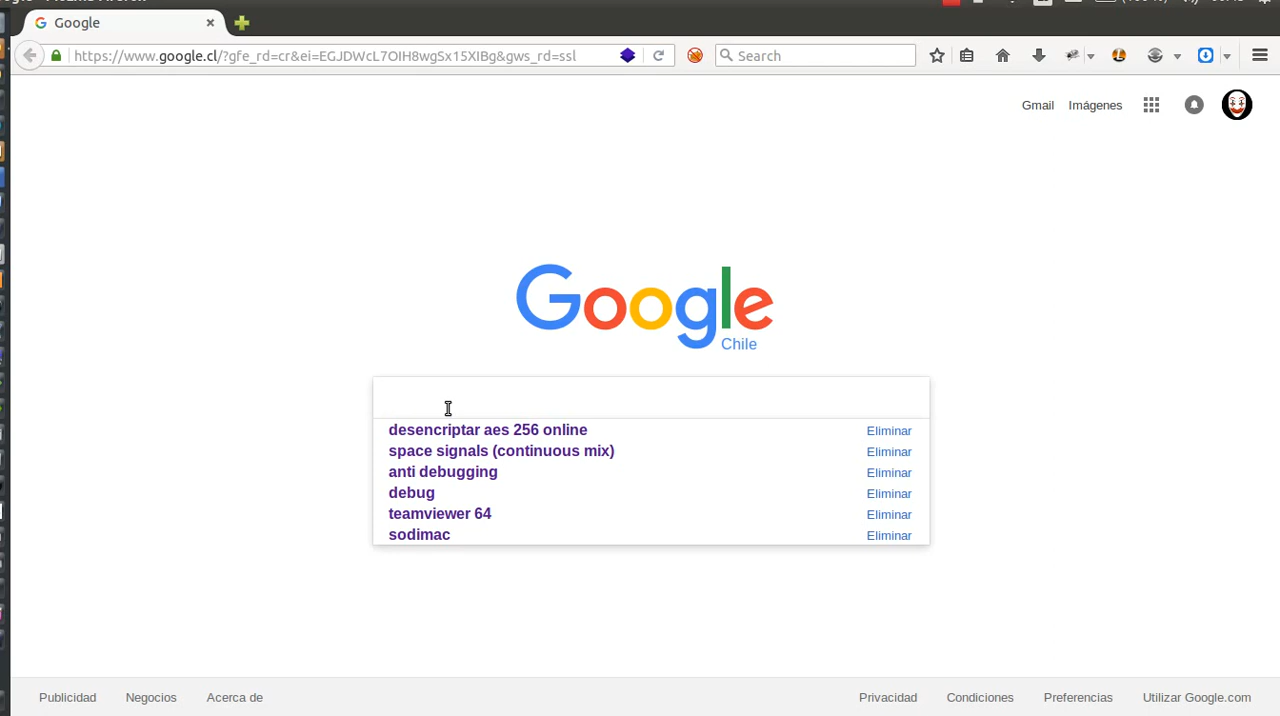 Google
https://www.google.cl/?gfe_rd=cr&ei=EGJDWcL7OIH8wgSx15XIBg&gws_rd=ssl
Search
Gmail Imágenes
Google
Chile
desencriptar aes 256 online Eliminar
space signals (continuous mix) Eliminar
anti debugging Eliminar
debug Eliminar
teamviewer 64 Eliminar
sodimac Eliminar
Publicidad Negocios Acerca de Privacidad Condiciones Preferencias Utilizar Google.com